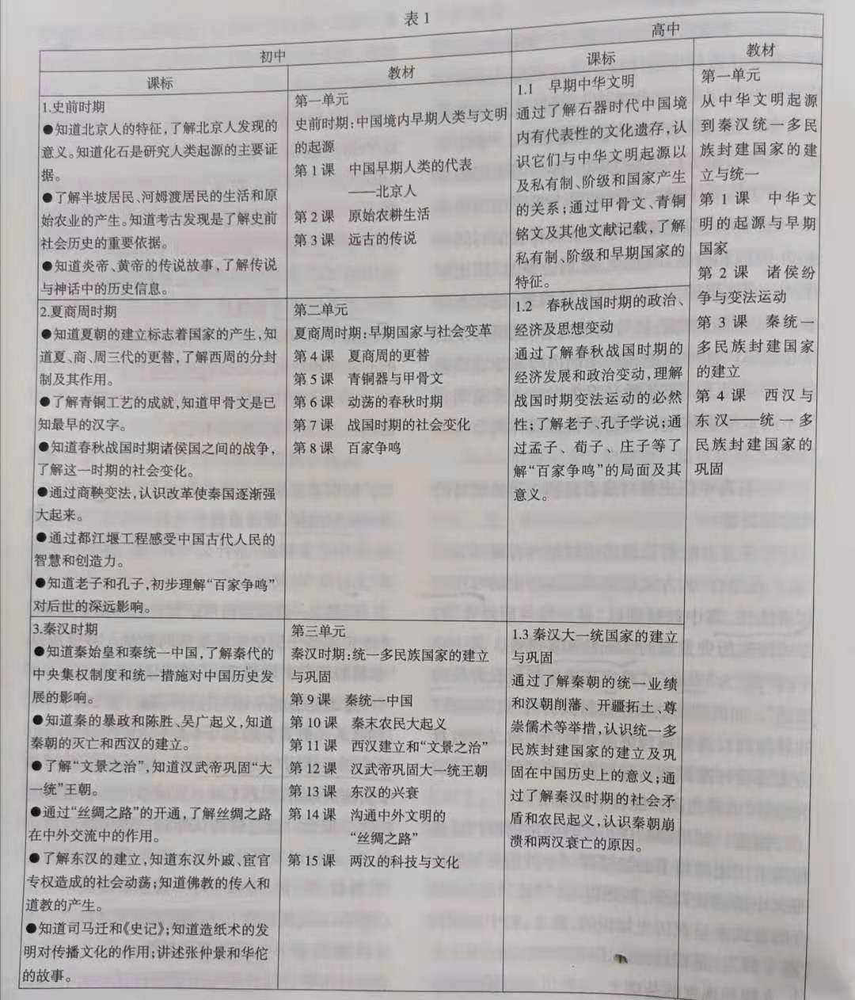 表1
初中
高中
课标
教材
课标
教材
1.史前时期
●知道北京人的特征,了解北京人发现的
意义。知道化石是研究人类起源的主要证
据。
●了解半坡居民、河姆渡居民的生活和原
始农业的产生。知道考古发现是了解史前
社会历史的重要依据。
●知道炎帝、黄帝的传说故事,了解传说
与神话中的历史信息。
第一单元
史前时期:中国境内早期人类与文明
的起源
第1课 中国早期人类的代表
——北京人
第2课 原始农耕生活
第3课 远古的传说
1.1 早期中华文明
通过了解石器时代中国境
内有代表性的文化遗存,认
识它们与中华文明起源以
及私有制、阶级和国家产生
的关系;通过甲骨文、青铜
铭文及其他文献记载,了解
私有制、阶级和早期国家的
特征。
第一单元
从中华文明起源
到秦汉统一多民
族封建国家的建
立与统一
第1课 中华文
明的起源与早期
国家
第2课 诸侯纷
争与变法运动
第3课 秦统一
多民族封建国家
的建立
第4课 西汉与
东汉——统一多
民族封建国家的
巩固
2.夏商周时期
●知道夏朝的建立标志着国家的产生,知
道夏、商、周三代的更替,了解西周的分封
制及其作用。
●了解青铜工艺的成就,知道甲骨文是已
知最早的汉字。
●知道春秋战国时期诸侯国之间的战争,
了解这一时期的社会变化。
●通过商鞅变法,认识改革使秦国逐渐强
大起来。
●通过都江堰工程感受中国古代人民的
智慧和创造力。
●知道老子和孔子,初步理解“百家争鸣”
对后世的深远影响。
第二单元
夏商周时期:早期国家与社会变革
第4课 夏商周的更替
第5课 青铜器与甲骨文
第6课 动荡的春秋时期
第7课 战国时期的社会变化
第8课 百家争鸣
1.2 春秋战国时期的政治、
经济及思想变动
通过了解春秋战国时期的
经济发展和政治变动,理解
战国时期变法运动的必然
性;了解老子、孔子学说;通
过孟子、荀子、庄子等了
解“百家争鸣”的局面及其
意义。
3.秦汉时期
●知道秦始皇和秦统一中国,了解秦代的
中央集权制度和统一措施对中国历史发
展的影响。
●知道秦的暴政和陈胜、吴广起义,知道
秦朝的灭亡和西汉的建立。
●了解“文景之治”,知道汉武帝巩固“大
一统”王朝。
●通过“丝绸之路”的开通,了解丝绸之路
在中外交流中的作用。
●了解东汉的建立,知道东汉外戚、宦官
专权造成的社会动荡;知道佛教的传入和
道教的产生。
●知道司马迁和《史记》;知道造纸术的发
明对传播文化的作用;讲述张仲景和华佗
的故事。
第三单元
秦汉时期:统一多民族国家的建立
与巩固
第9课 秦统一中国
第10课 秦末农民大起义
第11课 西汉建立和“文景之治”
第12课 汉武帝巩固大一统王朝
第13课 东汉的兴衰
第14课 沟通中外文明的
“丝绸之路”
第15课 两汉的科技与文化
1.3秦汉大一统国家的建立
与巩固
通过了解秦朝的统一业绩
和汉朝削藩、开疆拓土、尊
崇儒术等举措,认识统一多
民族封建国家的建立及巩
固在中国历史上的意义;通
过了解秦汉时期的社会矛
盾和农民起义,认识秦朝崩
溃和两汉衰亡的原因。